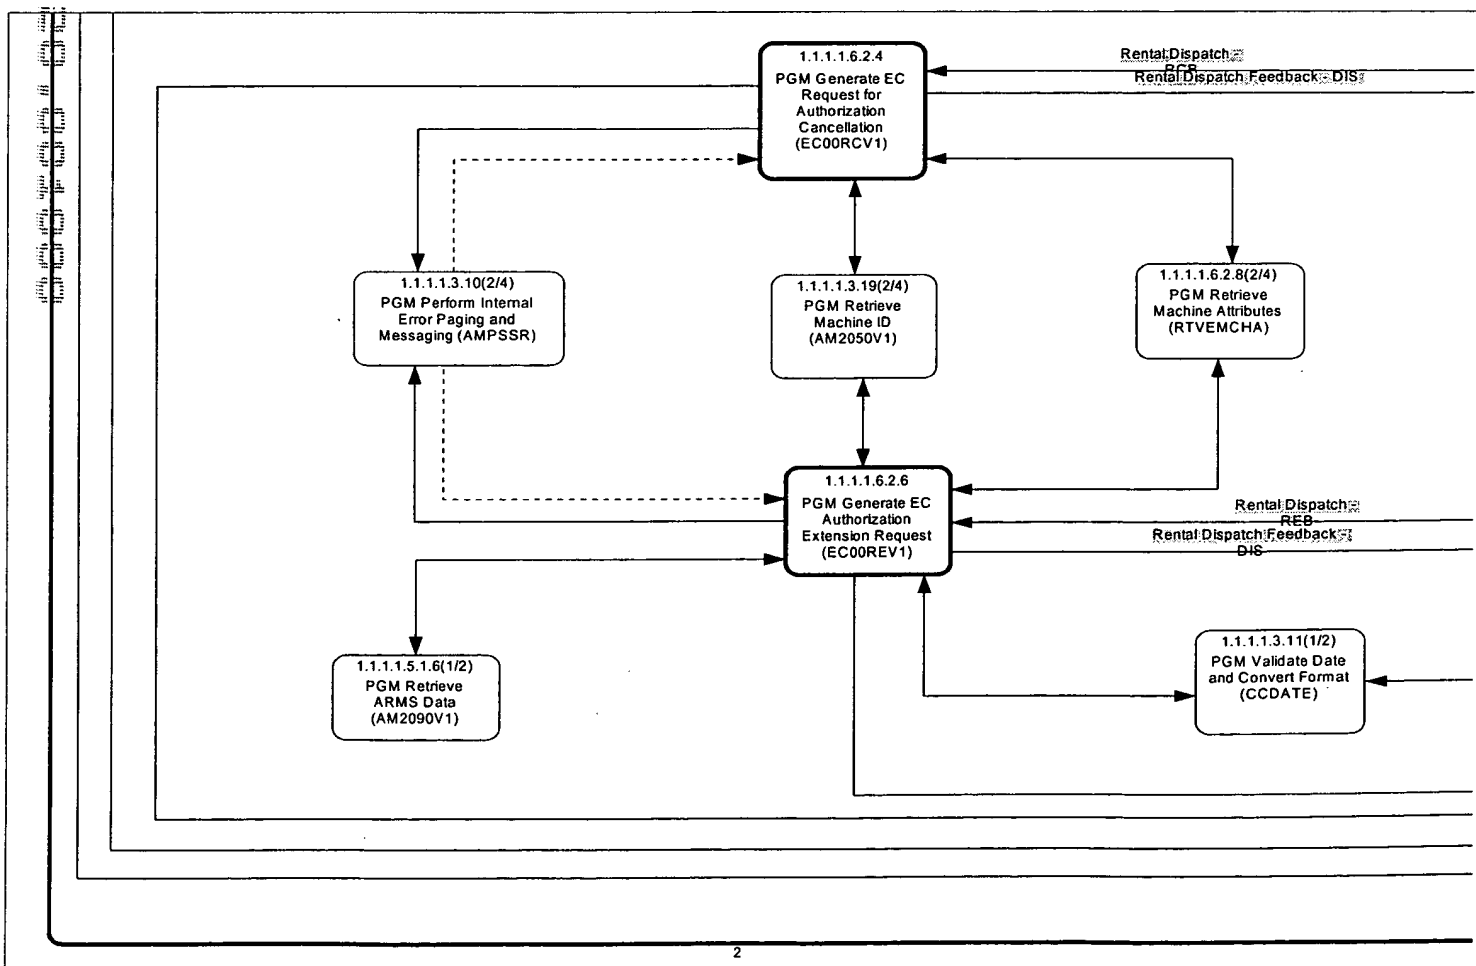 1.1.1.1.6.2.4
PGM Generate EC
Request for
Authorization
Cancellation
(EC00RCV1)
Rental Dispatch -
RCB
Rental Dispatch Feedback - DIS
1.1.1.1.3.10(2/4)
PGM Perform Internal
Error Paging and
Messaging (AMPSSR)
1.1.1.1.3.19(2/4)
PGM Retrieve
Machine ID
(AM2050V1)
1.1.1.1.6.2.8(2/4)
PGM Retrieve
Machine Attributes
(RTVEMCHA)
1.1.1.1.6.2.6
PGM Generate EC
Authorization
Extension Request
(EC00REV1)
Rental Dispatch -
REB
Rental Dispatch Feedback -
DIS
1.1.1.1.5.1.6(1/2)
PGM Retrieve
ARMS Data
(AM2090V1)
1.1.1.1.3.11(1/2)
PGM Validate Date
and Convert Format
(CCDATE)
2